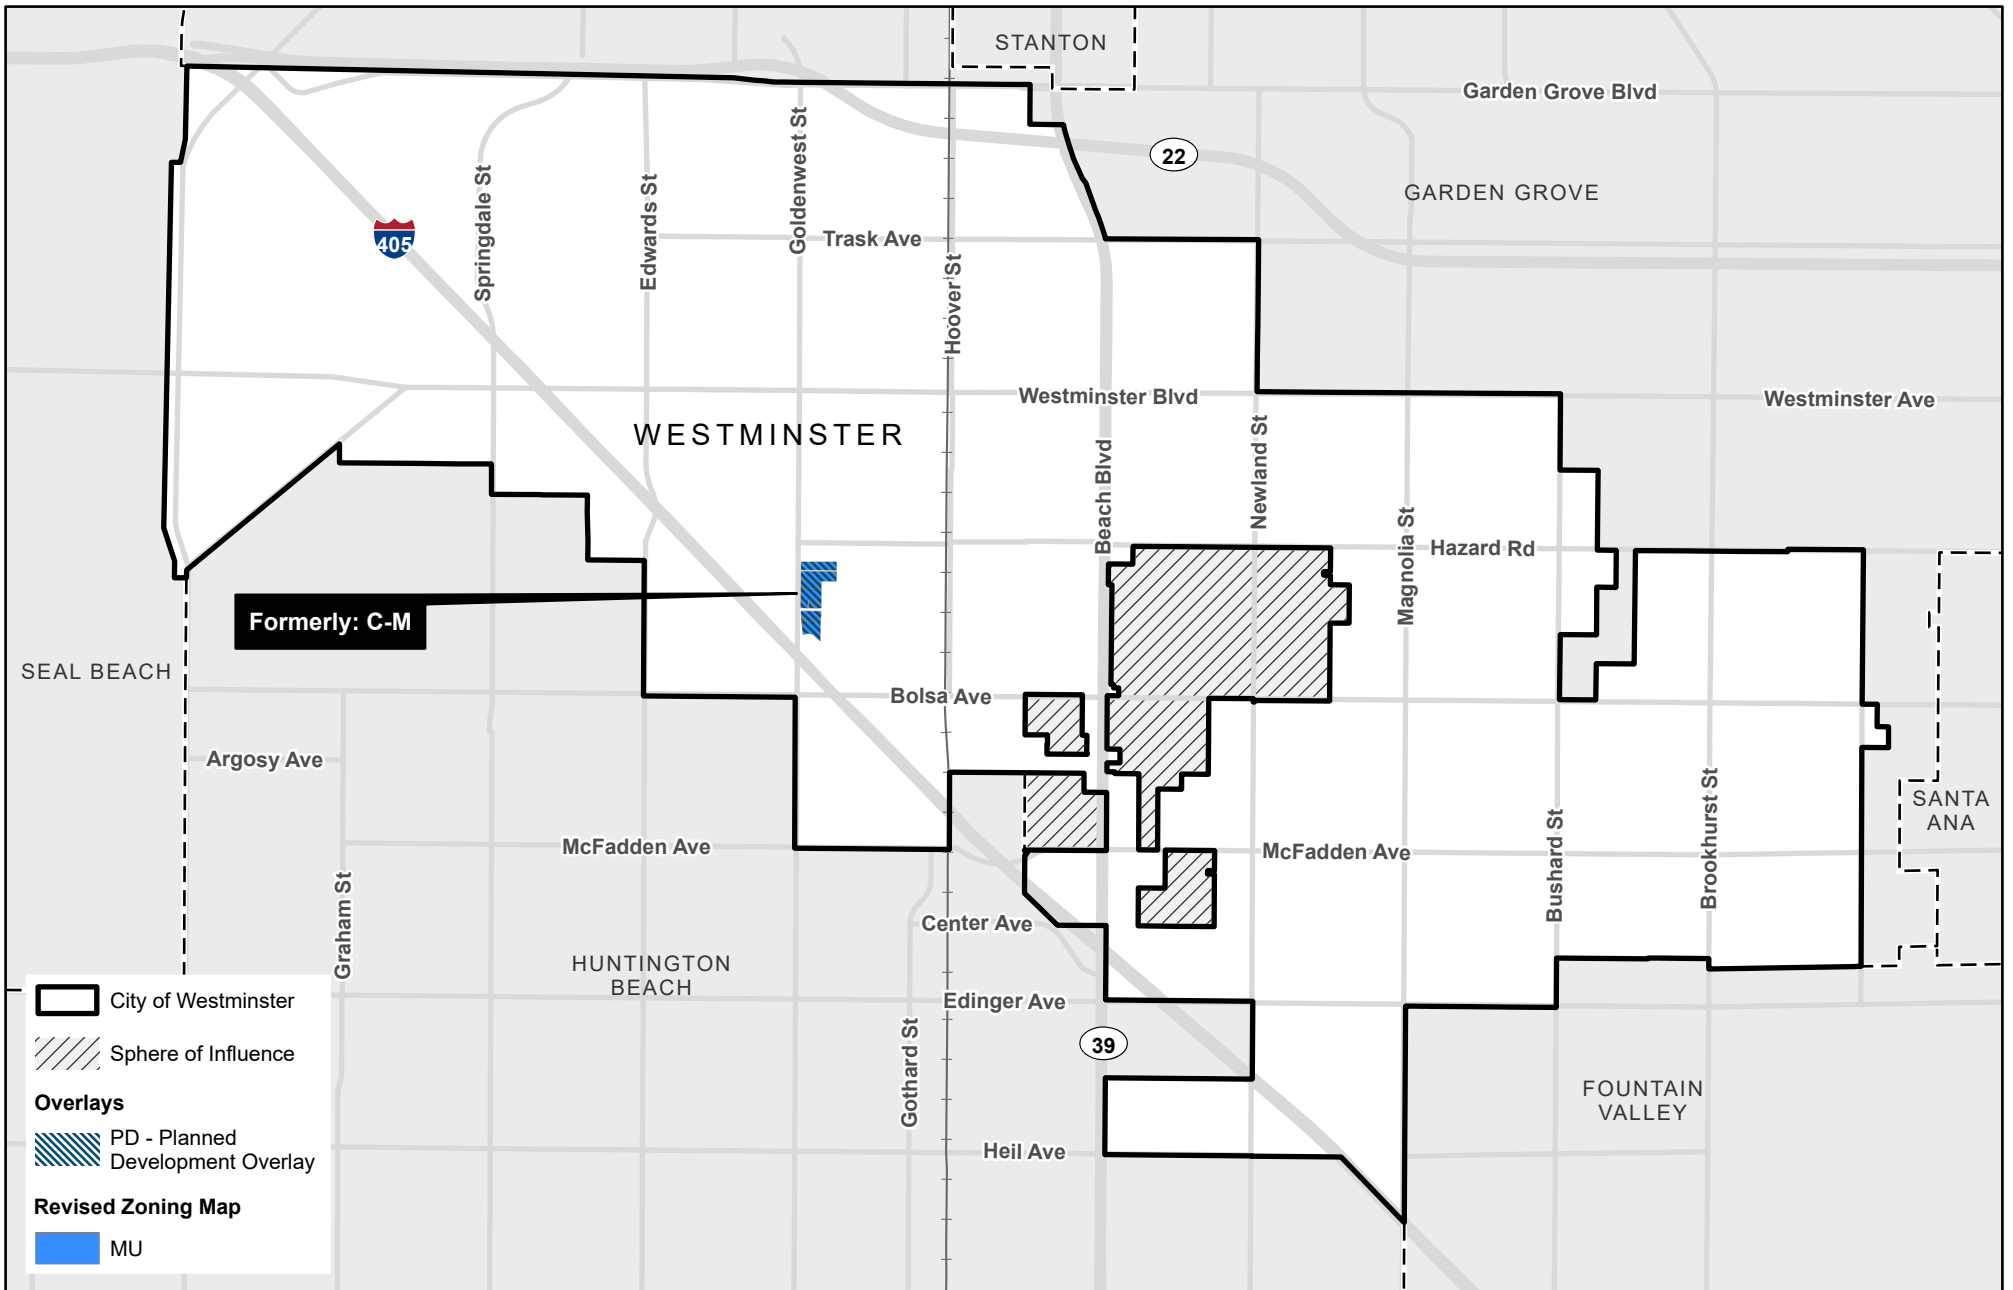 STANTON
Garden Grove Blvd
22
GARDEN GROVE
405
Springdale St
Edwards St
Goldenwest St
Trask Ave
Hoover St
Westminster Blvd
Westminster Ave
WESTMINSTER
Beach Blvd
Newland St
Magnolia St
Hazard Rd
Formerly: C-M
SEAL BEACH
Bolsa Ave
Argosy Ave
McFadden Ave
McFadden Ave
Bushard St
Brookhurst St
SANTA
ANA
Graham St
Center Ave
HUNTINGTON
BEACH
Edinger Ave
Gothard St
39
FOUNTAIN
VALLEY
Heil Ave
City of Westminster
Sphere of Influence
Overlays
PD - Planned
Development Overlay
Revised Zoning Map
MU